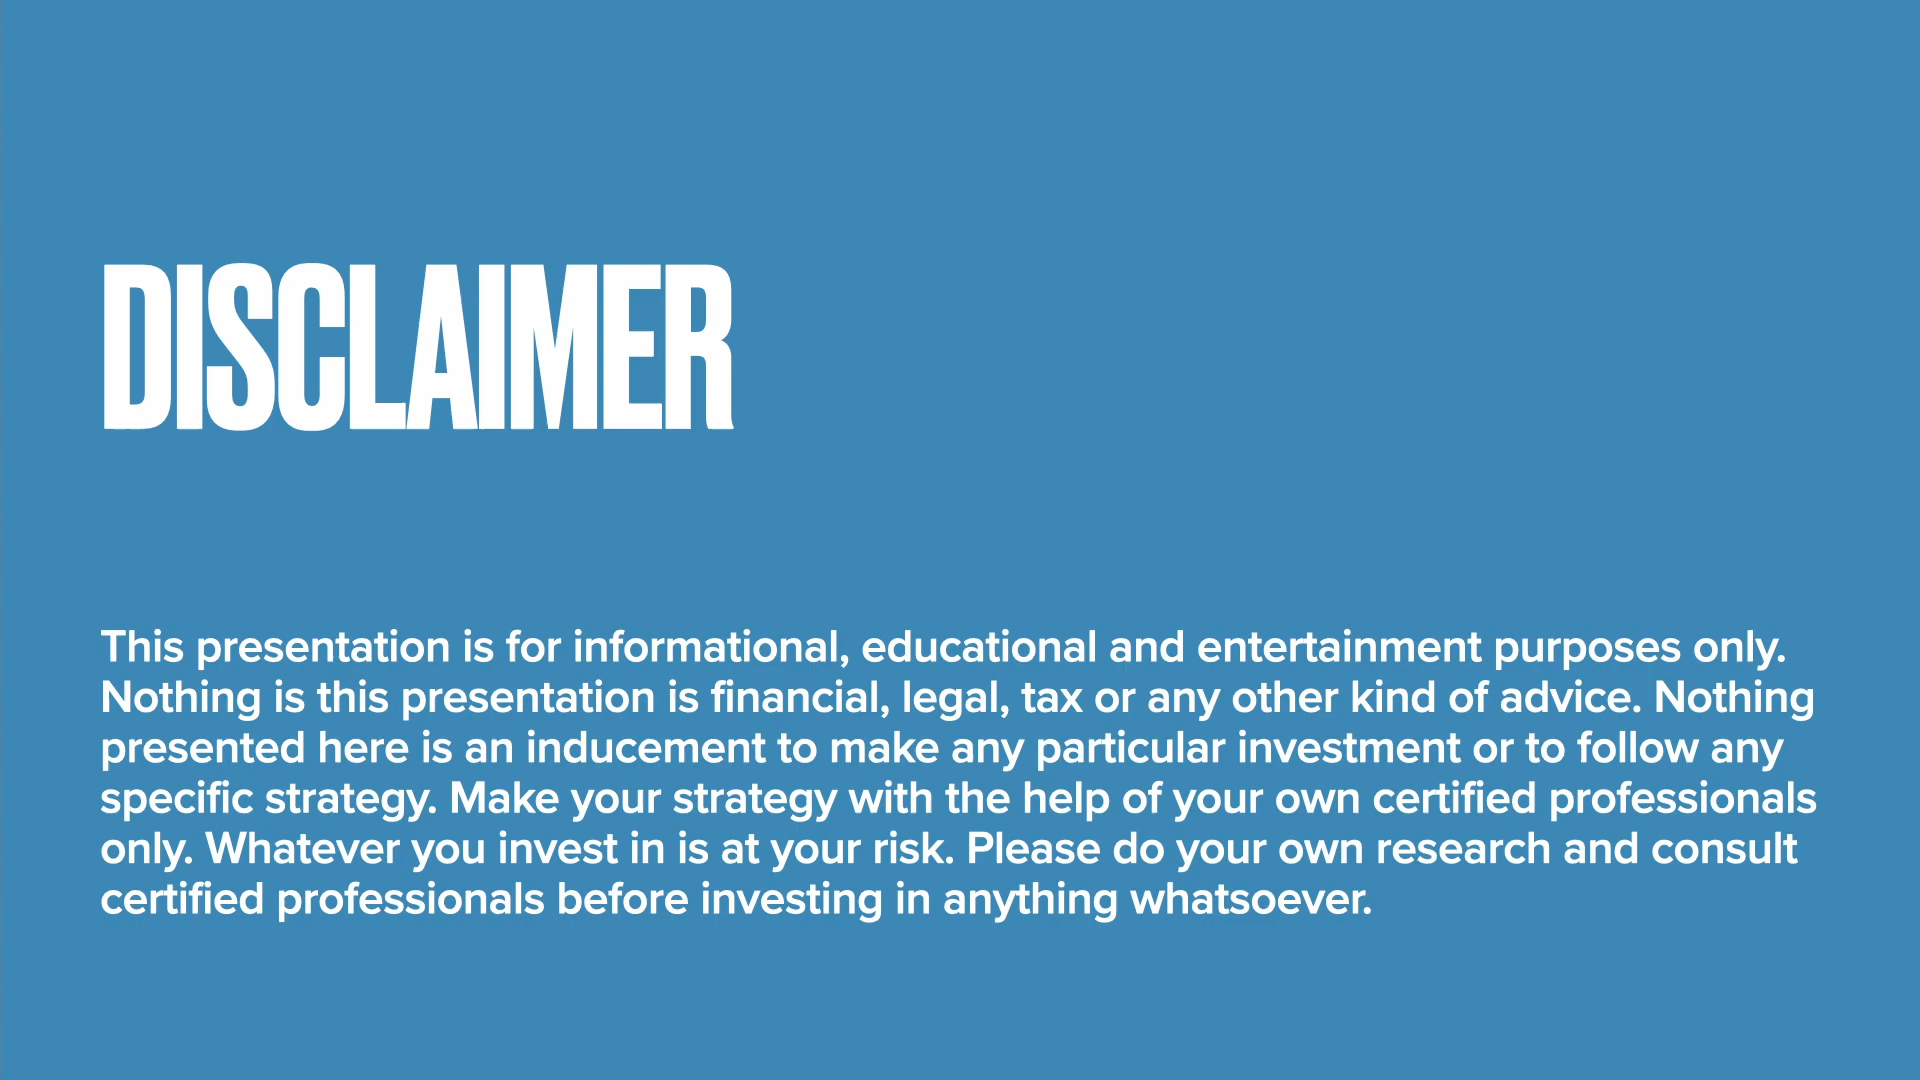 DISCLAIMER
This presentation is for informational, educational and entertainment purposes only.
Nothing is this presentation is financial, legal, tax or any other kind of advice. Nothing
presented here is an inducement to make any particular investment or to follow any
specific strategy. Make your strategy with the help of your own certified professionals
only. Whatever you invest in is at your risk. Please do your own research and consult
certified professionals before investing in anything whatsoever.